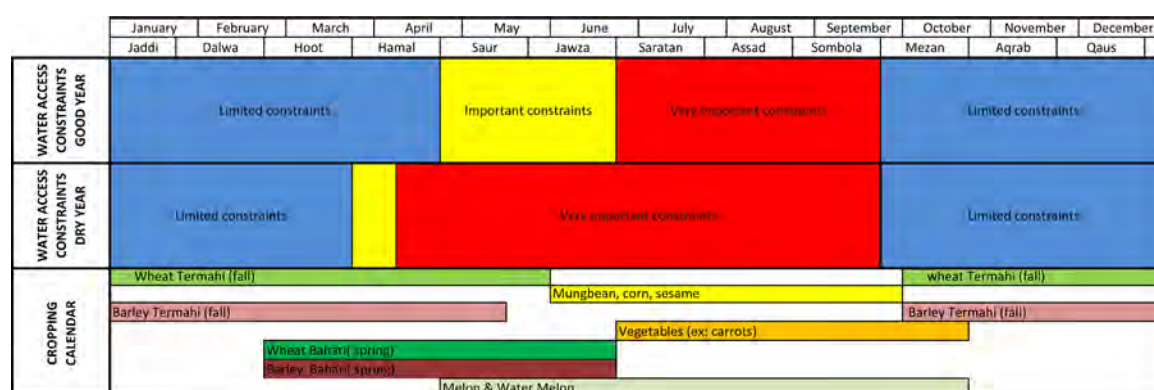 January February March April May June July August September October November December
Jaddi Dalwa Hoot Hamal Saur Jawza Saratan Assad Sombola Mezan Aqrab Qaus
WATER ACCESS
CONSTRAINTS
GOOD YEAR
Limited constraints Important constraints Very important constraints Limited constraints
WATER ACCESS
CONSTRAINTS
DRY YEAR
Limited constraints Very important constraints Limited constraints
CROPPING
CALENDAR
Wheat Termahi (fall) wheat Termahi (fall)
Mungbean, corn, sesame
Barley Termahi (fall) Barley Termahi (fall)
Vegetables (ex: carrots)
Wheat Bahari( spring)
Barley Bahari( spring)
Melon & Water Melon